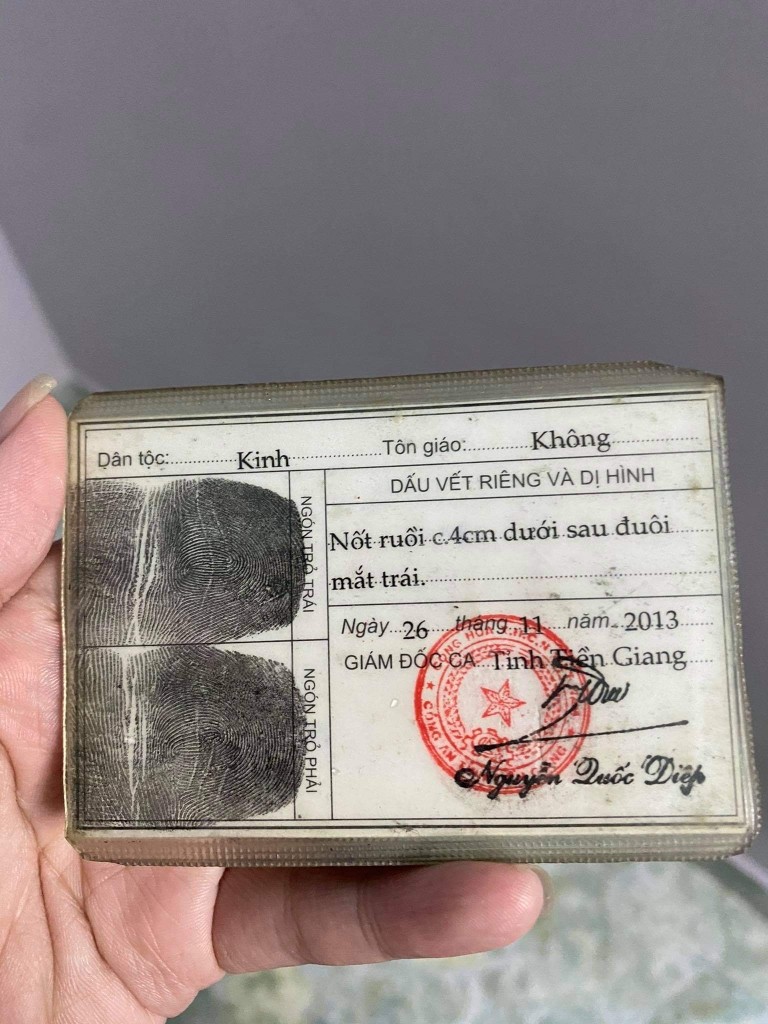 Dân tộc: Kinh Tôn giáo: Không
DẤU VẾT RIÊNG VÀ DỊ HÌNH
NGÓN TRỎ TRÁI
Nốt ruồi c.4cm dưới sau đuôi
mắt trái.
NGÓN TRỎ PHẢI
Ngày 26 tháng 11 năm 2013
GIÁM ĐỐC CA Tỉnh Tiền Giang
CÔNG AN
Nguyễn Quốc Diệp